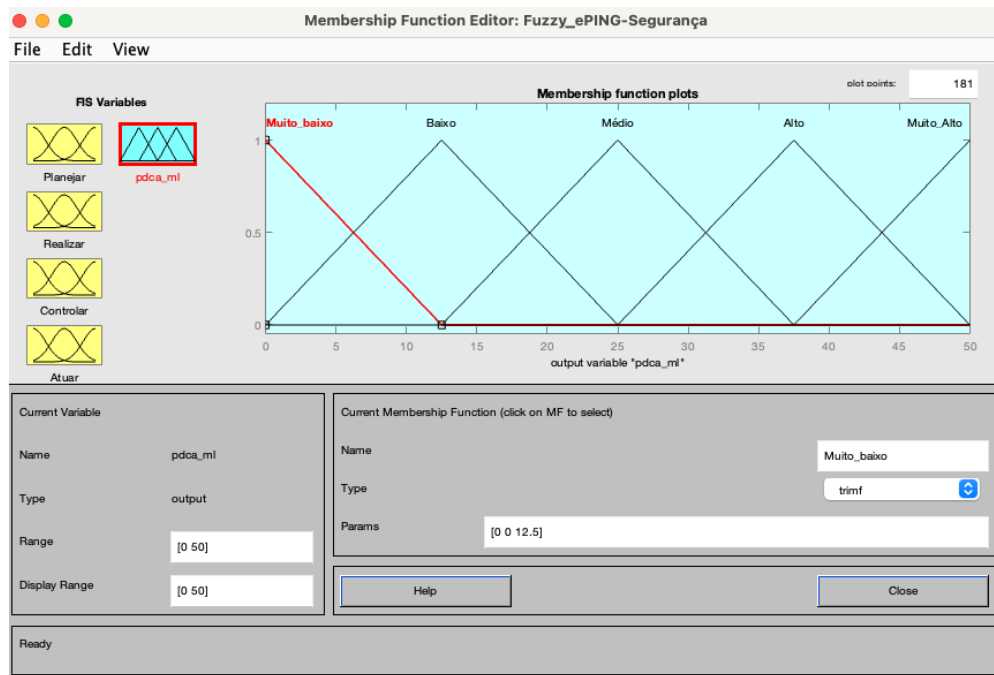 Membership Function Editor: Fuzzy_ePING-Segurança
File Edit View
FIS Variables
Planejar
pdca_ml
Realizar
Controlar
Atuar
Membership function plots
plot points:
181
Muito_baixo
Baixo
Médio
Alto
Muito_Alto
1
0.5
0
0 5 10 15 20 25 30 35 40 45 50
output variable "pdca_ml"
Current Variable
Name pdca_ml
Type output
Range [0 50]
Display Range [0 50]
Current Membership Function (click on MF to select)
Name Muito_baixo
Type trimf
Params [0 0 12.5]
Help
Close
Ready